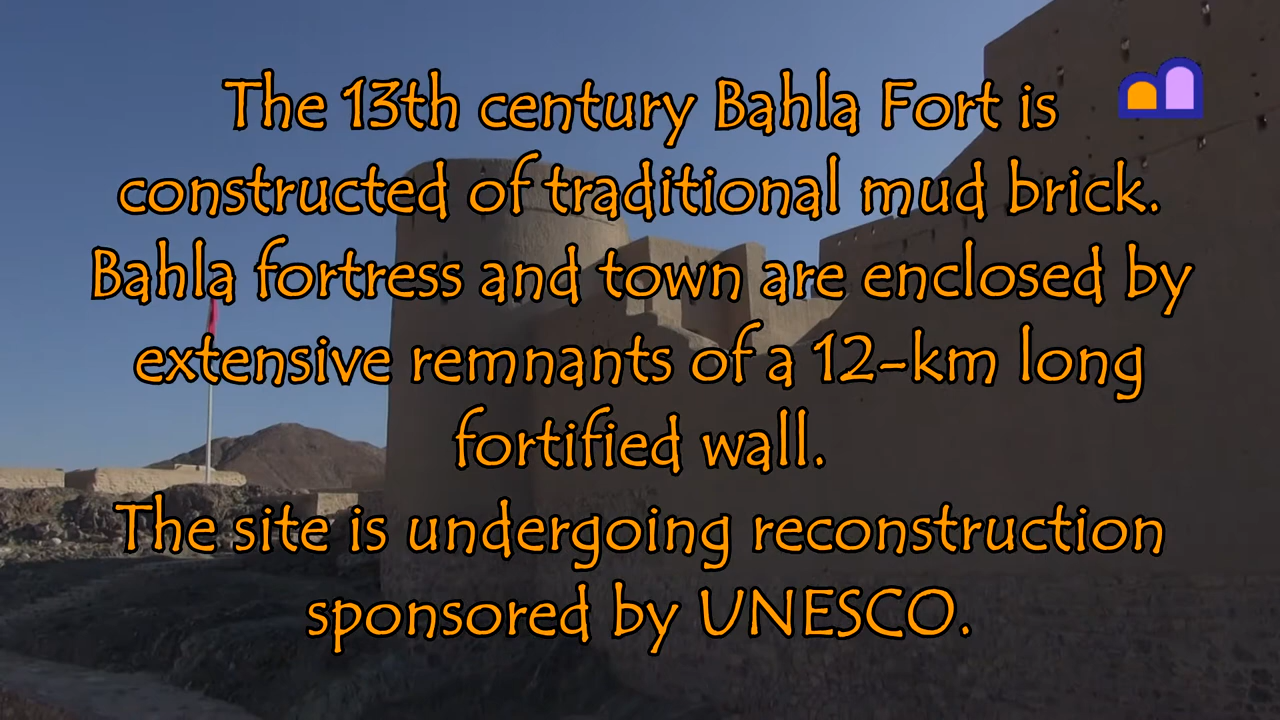 The 13th century Bahla Fort is
constructed of traditional mud brick.
Bahla fortress and town are enclosed by
extensive remnants of a 12-km long
fortified wall.
The site is undergoing reconstruction
sponsored by UNESCO.